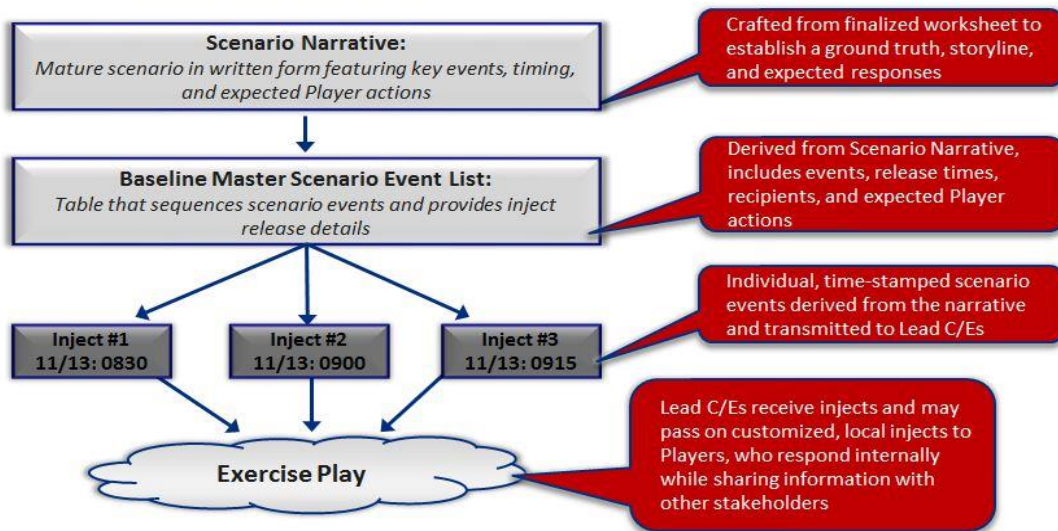 Scenario Narrative:
Mature scenario in written form featuring key events, timing,
and expected Player actions
Crafted from finalized worksheet to
establish a ground truth, storyline,
and expected responses
Baseline Master Scenario Event List:
Table that sequences scenario events and provides inject
release details
Derived from Scenario Narrative,
includes events, release times,
recipients, and expected Player
actions
Inject #1
11/13: 0830
Inject #2
11/13: 0900
Inject #3
11/13: 0915
Individual, time-stamped scenario
events derived from the narrative
and transmitted to Lead C/Es
Exercise Play
Lead C/Es receive injects and may
pass on customized, local injects to
Players, who respond internally
while sharing information with
other stakeholders